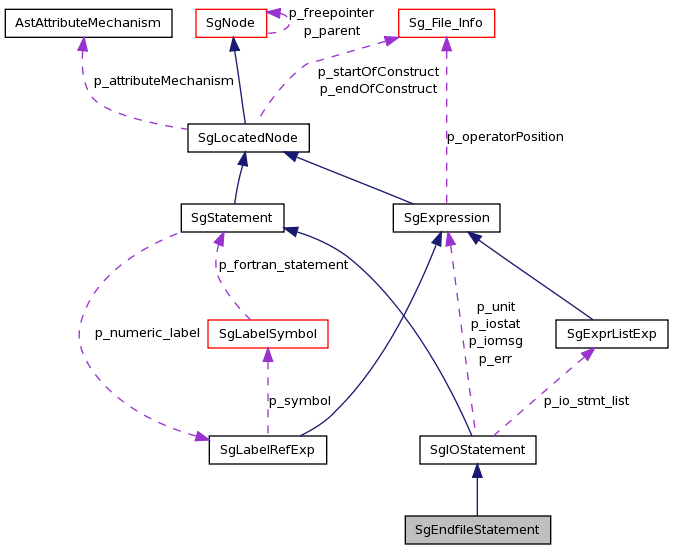 AstAttributeMechanism
SgNode
p_freepointer
p_parent
Sg_File_Info
p_attributeMechanism
p_startOfConstruct
p_endOfConstruct
SgLocatedNode
p_operatorPosition
SgStatement
SgExpression
p_fortran_statement
p_numeric_label
SgLabelSymbol
p_unit
p_iostat
p_iomsg
p_err
SgExprListExp
p_symbol
p_io_stmt_list
SgLabelRefExp
SgIOStatement
SgEndfileStatement